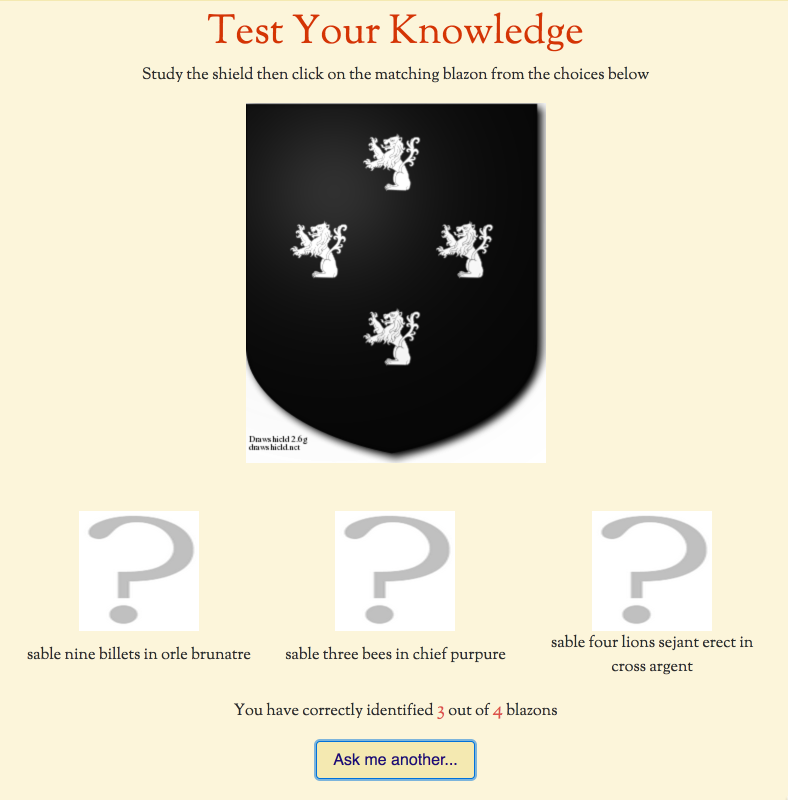 Test Your Knowledge
Study the shield then click on the matching blazon from the choices below
Drawshield 2.6g
drawshield.net
sable nine billets in orle brunatre
sable three bees in chief purpure
sable four lions sejant erect in
cross argent
You have correctly identified 3 out of 4 blazons
Ask me another...